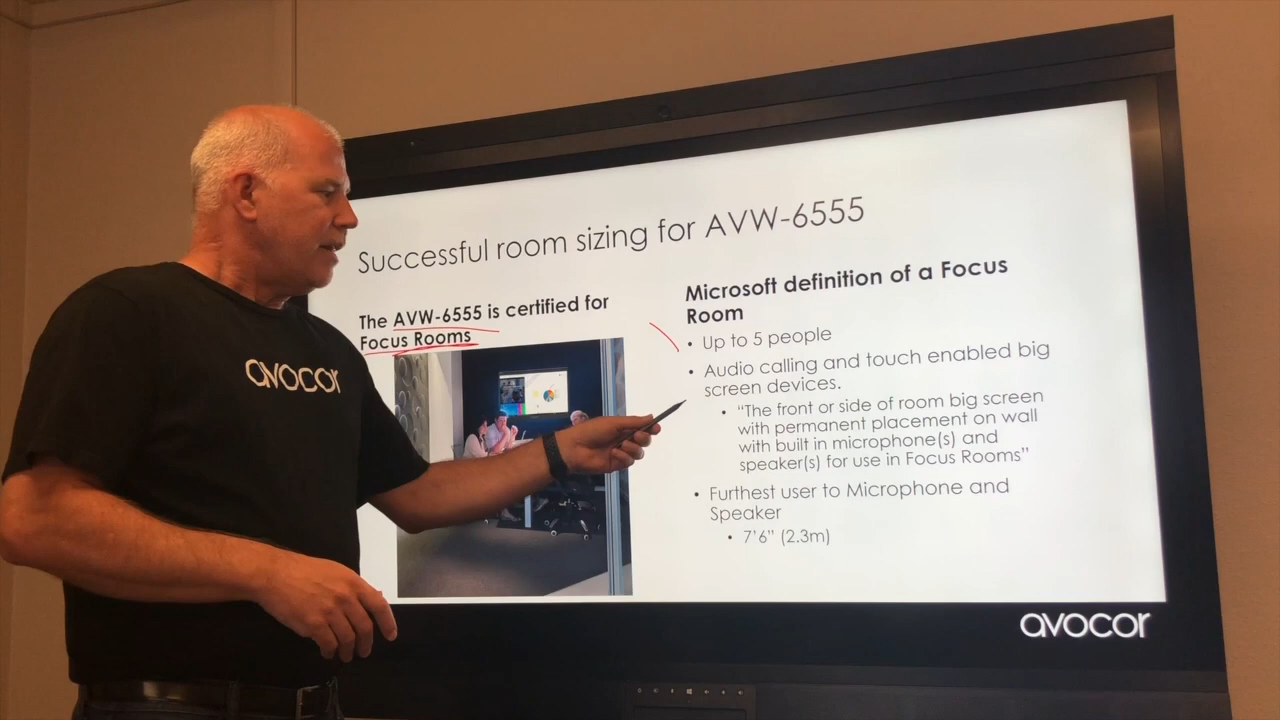 Successful room sizing for AVW-6555
The AVW-6555 is certified for
Focus Rooms
Microsoft definition of a Focus
Room
• Up to 5 people
• Audio calling and touch enabled big
screen devices.
• “The front or side of room big screen
with permanent placement on wall
with built in microphone(s) and
speaker(s) for use in Focus Rooms”
• Furthest user to Microphone and
Speaker
• 7’6” (2.3m)
avocor
avocor